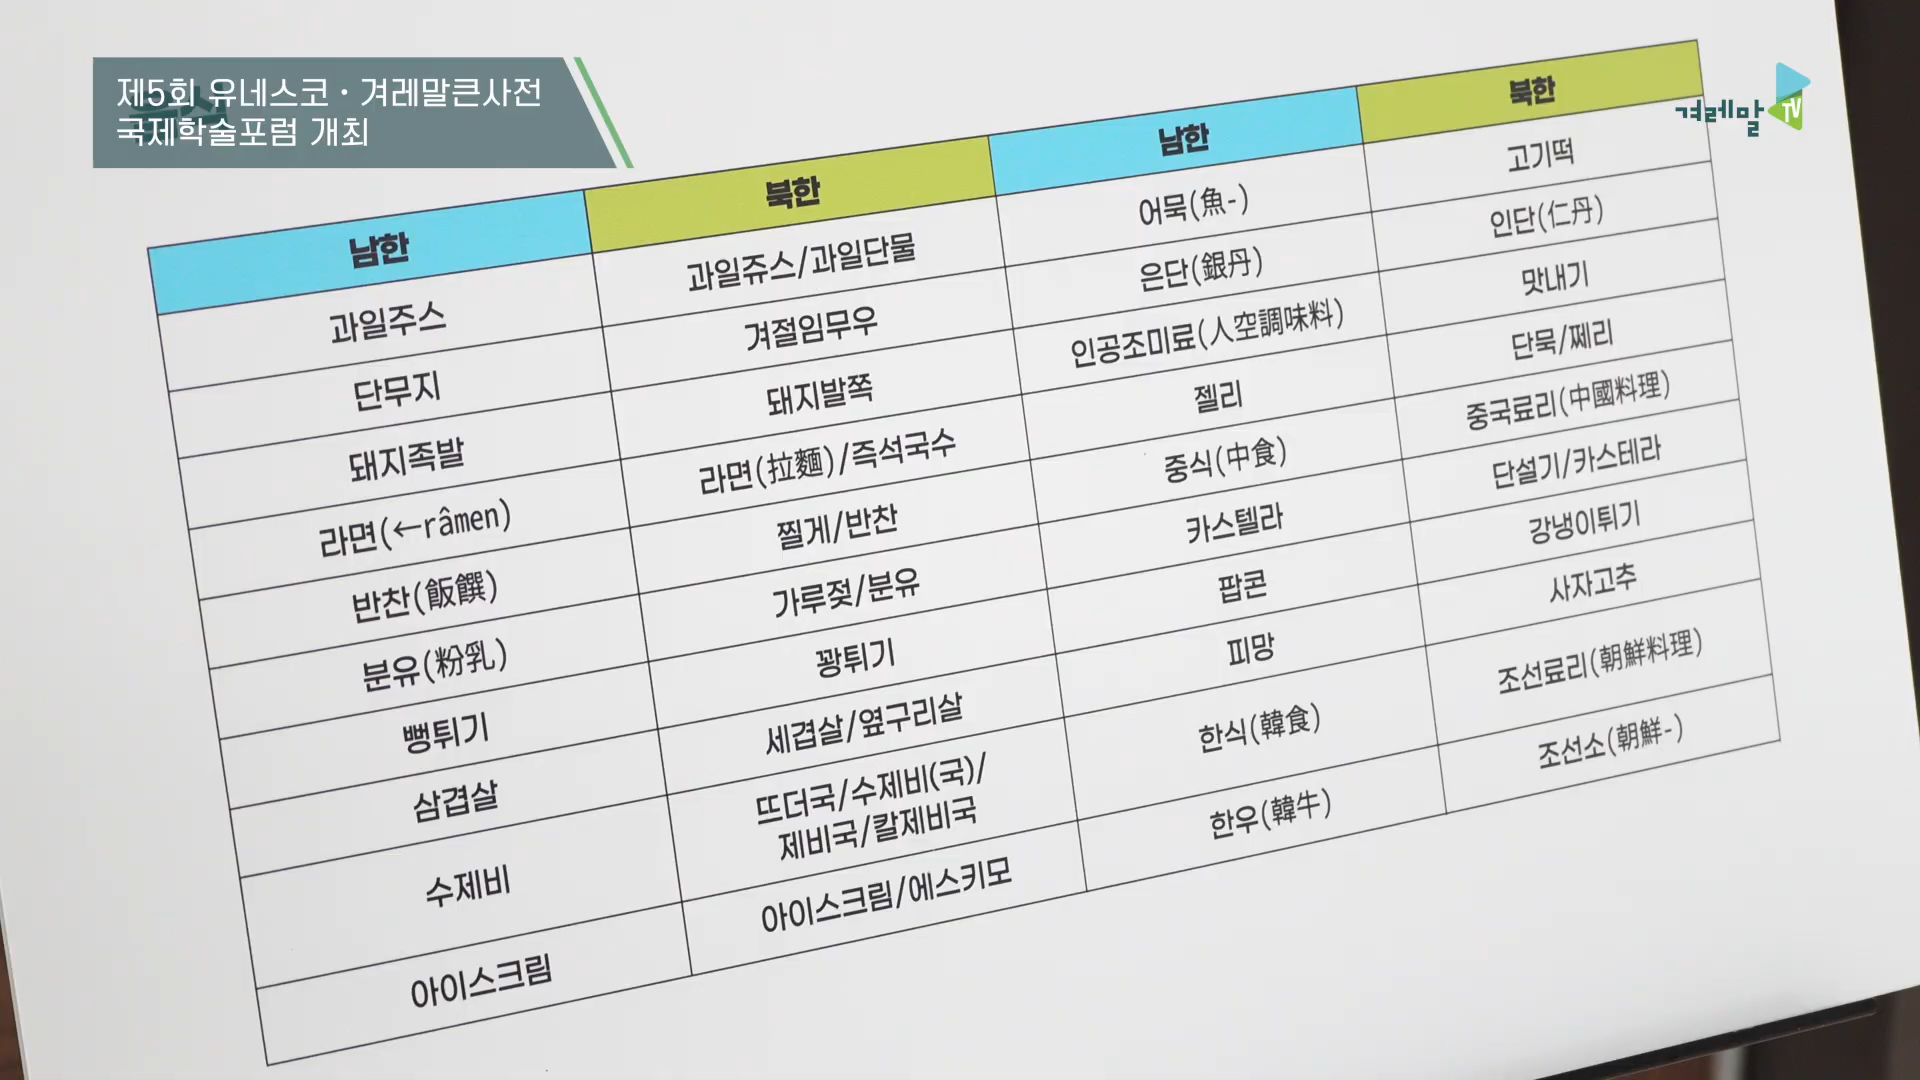 제5회 유네스코·겨레말큰사전
국제학술포럼 개최
겨레말 TV
남한 북한 남한 북한
과일주스 과일쥬스/과일단물 어묵(魚-) 고기떡
단무지 겨절임무우 은단(銀丹) 인단(仁丹)
돼지족발 돼지발쪽 인공조미료(人空調味料) 맛내기
라면(←râmen) 라면(拉麵)/즉석국수 젤리 단묵/쩨리
반찬(飯饌) 찔게/반찬 중식(中食) 중국료리(中國料理)
분유(粉乳) 가루젖/분유 카스텔라 단설기/카스테라
뻥튀기 꽝튀기 팝콘 강냉이튀기
삼겹살 세겹살/옆구리살 피망 사자고추
수제비 뜨더국/수제비(국)/
제비국/칼제비국 한식(韓食) 조선료리(朝鮮料理)
아이스크림 아이스크림/에스키모 한우(韓牛) 조선소(朝鮮-)